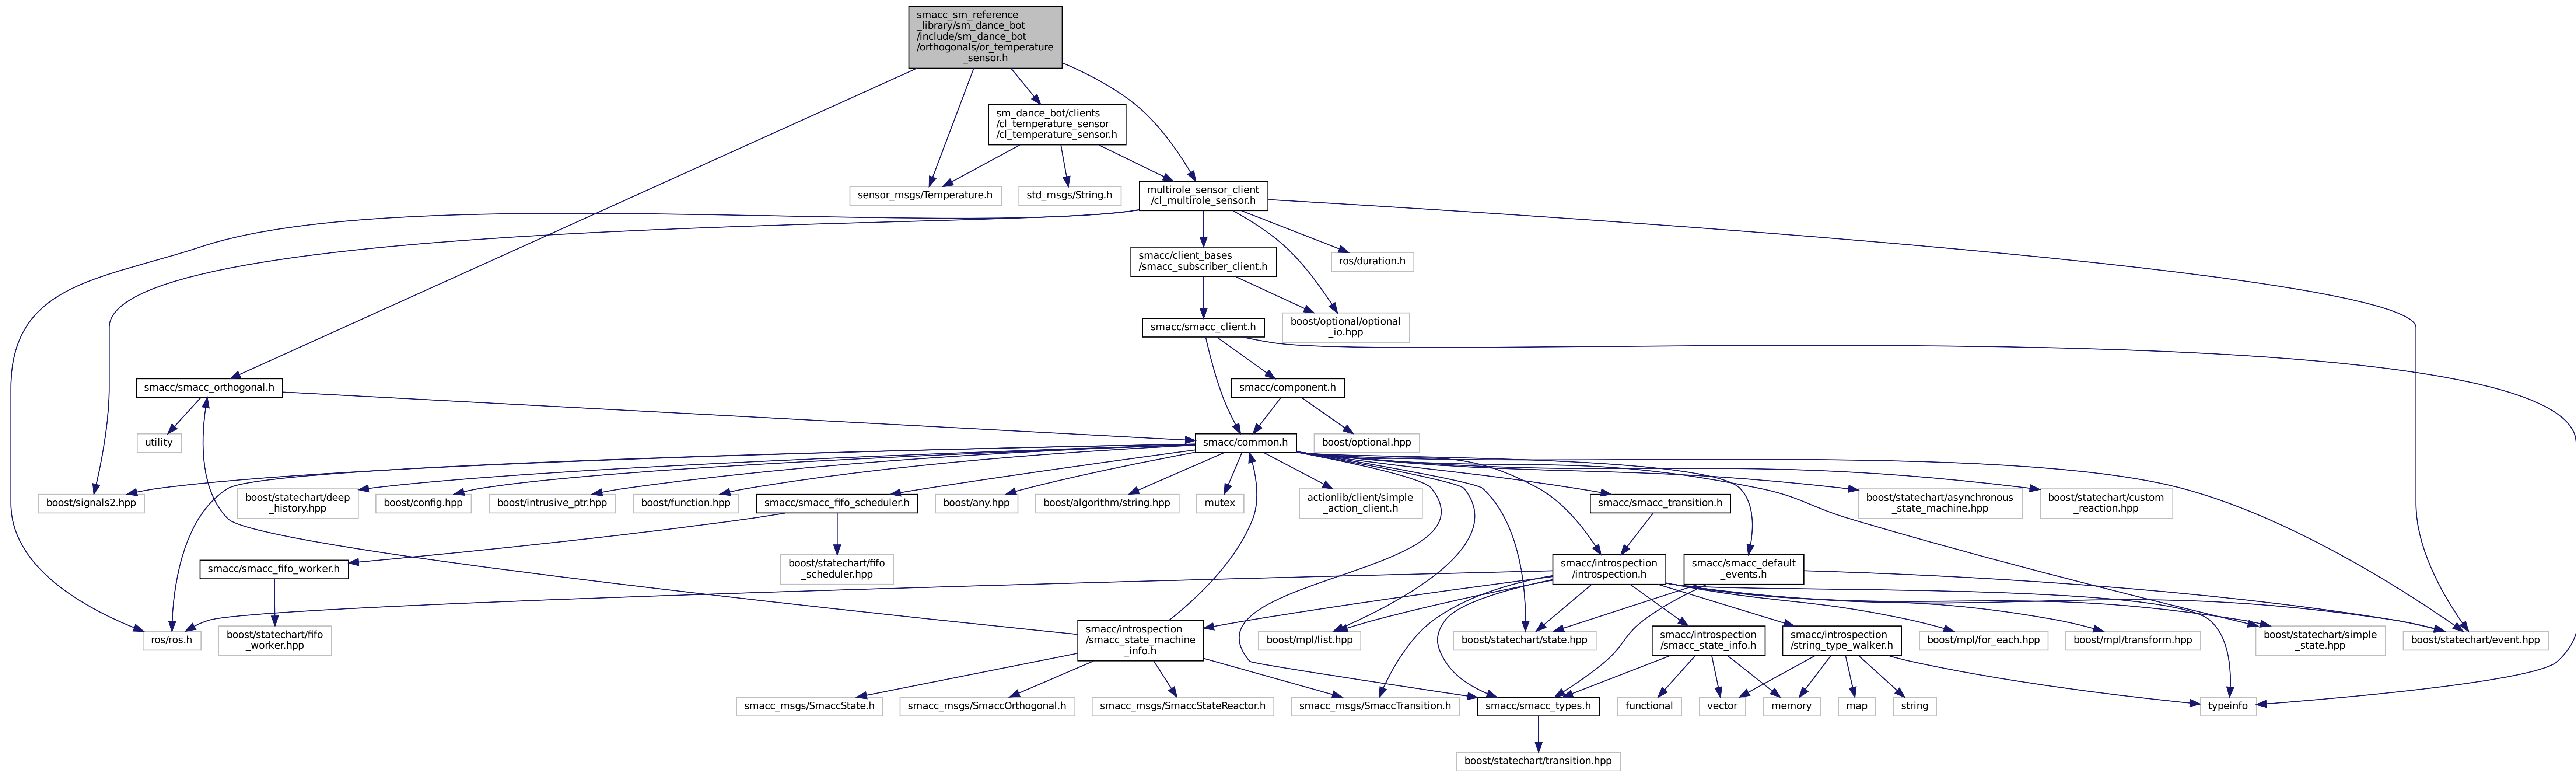 smacc_sm_reference
_library/sm_dance_bot
/include/sm_dance_bot
/orthogonals/or_temperature
_sensor.h
sm_dance_bot/clients
/cl_temperature_sensor
/cl_temperature_sensor.h
sensor_msgs/Temperature.h
std_msgs/String.h
multirole_sensor_client
/cl_multirole_sensor.h
smacc/client_bases
/smacc_subscriber_client.h
ros/duration.h
smacc/smacc_client.h
boost/optional/optional
_io.hpp
smacc/smacc_orthogonal.h
smacc/component.h
utility
smacc/common.h
boost/optional.hpp
boost/signals2.hpp
boost/statechart/deep
_history.hpp
boost/config.hpp
boost/intrusive_ptr.hpp
boost/function.hpp
smacc/smacc_fifo_scheduler.h
boost/any.hpp
boost/algorithm/string.hpp
mutex
actionlib/client/simple
_action_client.h
smacc/smacc_transition.h
boost/statechart/asynchronous
_state_machine.hpp
boost/statechart/custom
_reaction.hpp
smacc/smacc_fifo_worker.h
boost/statechart/fifo
_scheduler.hpp
smacc/introspection
/introspection.h
smacc/smacc_default
_events.h
ros/ros.h
boost/statechart/fifo
_worker.hpp
smacc/introspection
/smacc_state_machine
_info.h
boost/mpl/list.hpp
boost/statechart/state.hpp
smacc/introspection
/smacc_state_info.h
smacc/introspection
/string_type_walker.h
boost/mpl/for_each.hpp
boost/mpl/transform.hpp
boost/statechart/simple
_state.hpp
boost/statechart/event.hpp
smacc_msgs/SmaccState.h
smacc_msgs/SmaccOrthogonal.h
smacc_msgs/SmaccStateReactor.h
smacc_msgs/SmaccTransition.h
smacc/smacc_types.h
functional
vector
memory
map
string
typeinfo
boost/statechart/transition.hpp